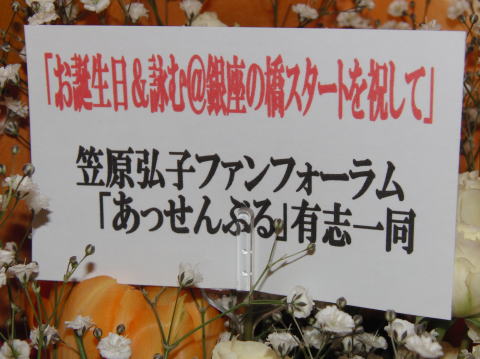 「お誕生日＆詠む@銀座の橋スタートを祝して」
笠原弘子ファンフォーラム
「あっせんぶる」有志一同